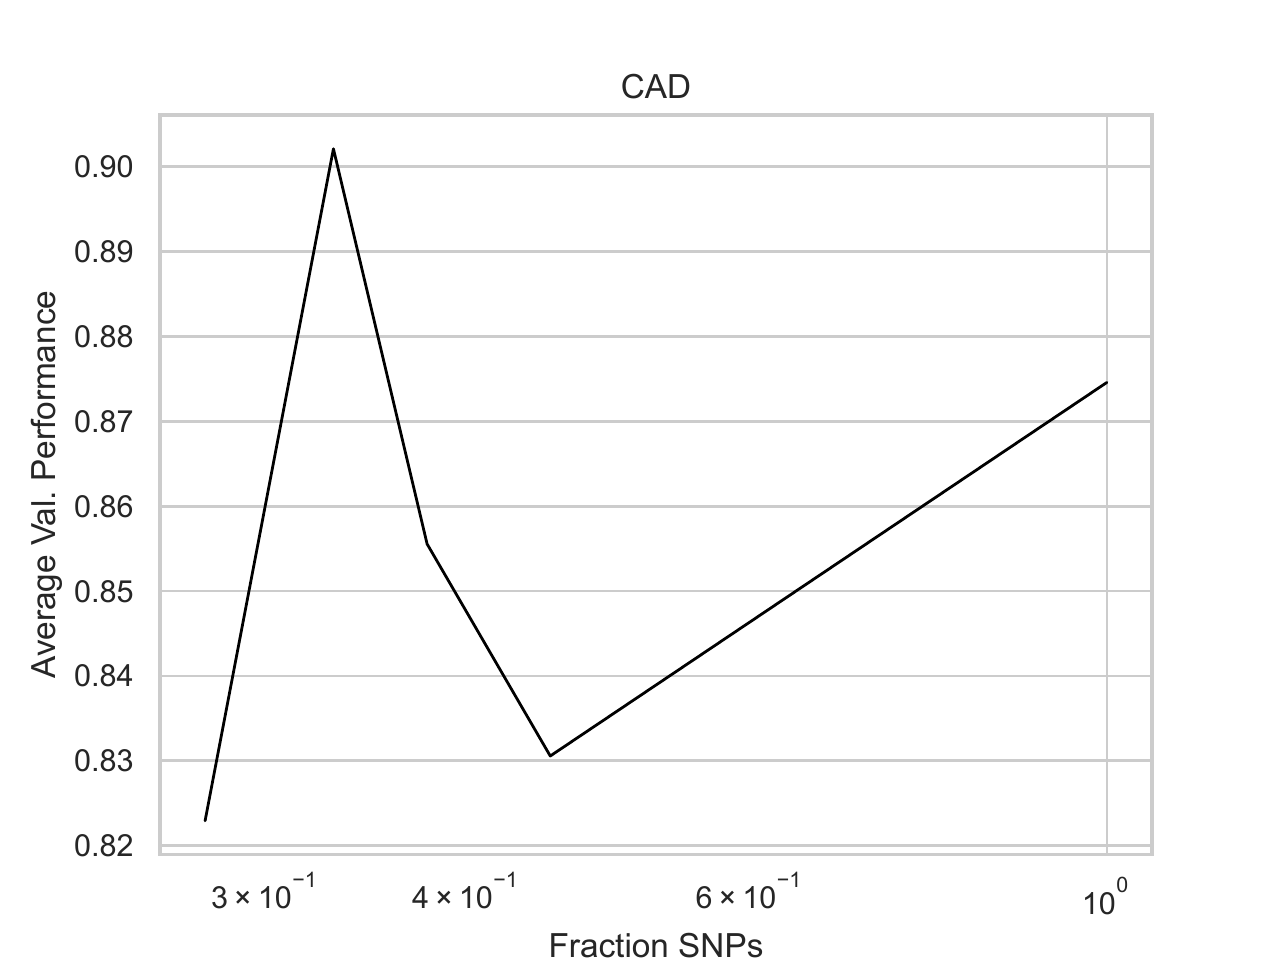 CAD
0.90
0.89
0.88
0.87
0.86
0.85
0.84
0.83
0.82
Average Val. Performance
3 × 10⁻¹
4 × 10⁻¹
6 × 10⁻¹
10⁰
Fraction SNPs